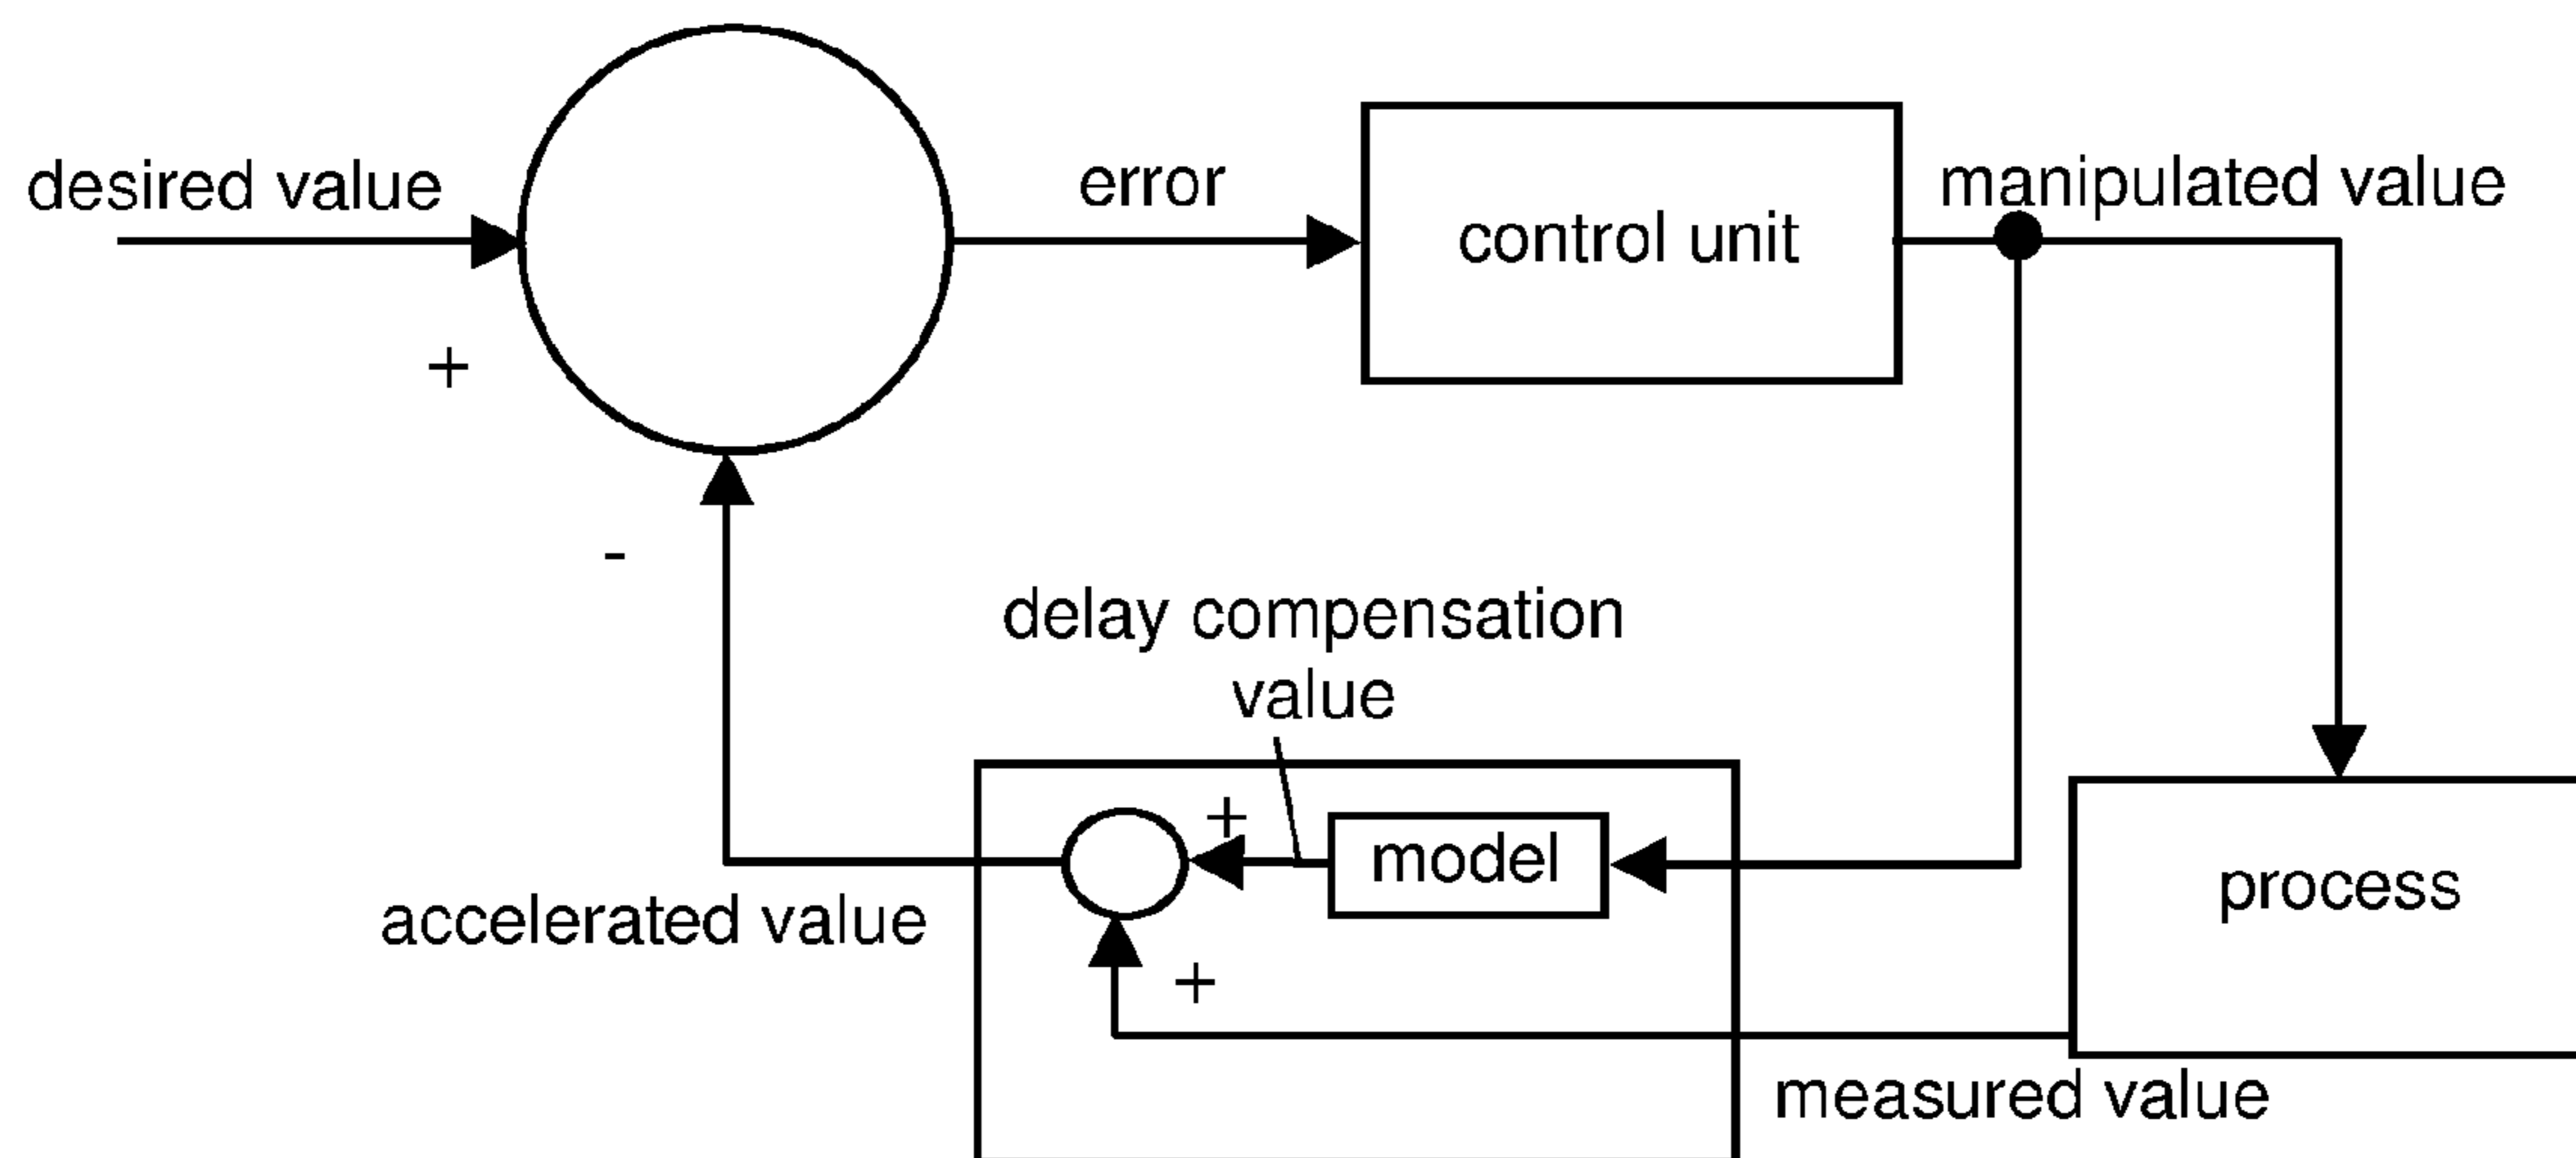 desired value
error
control unit
manipulated value
+
-
delay compensation
value
+
model
process
accelerated value
+
measured value